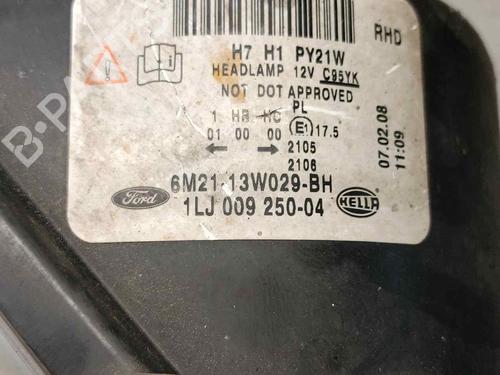 H7 H1 PY21W RHD
HEADLAMP 12V C95YK
NOT DOT APPROVED
PL
1 HR HC E1 17.5
01 00 00 2105
2106
07.02.08
11:09
Ford 6M21-13W029-BH
1LJ 009 250-04 HELLA